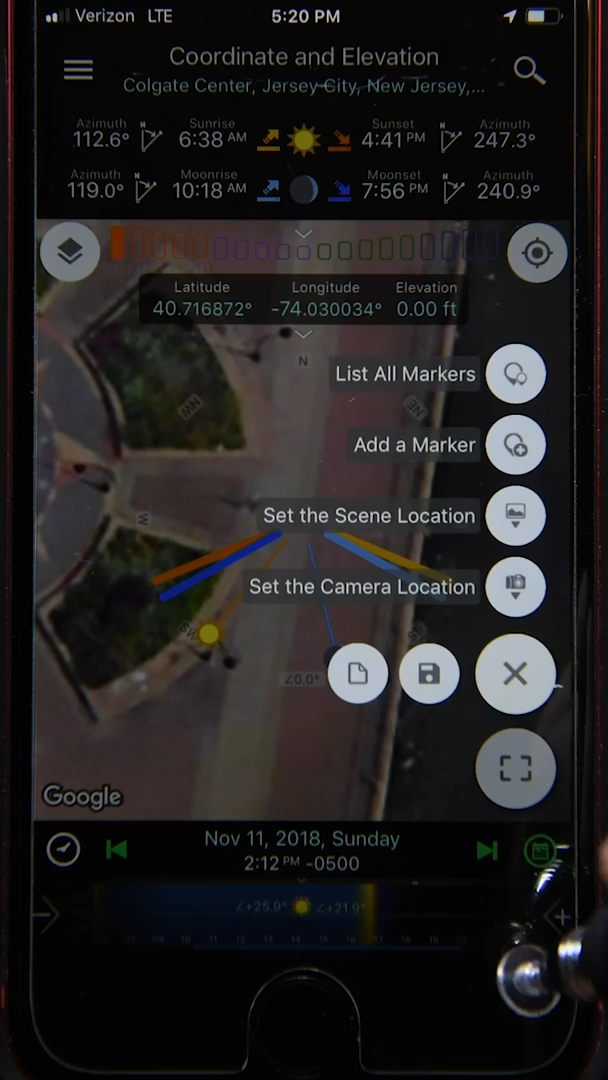 Verizon LTE 5:20 PM
Coordinate and Elevation
Colgate Center, Jersey City, New Jersey,...
Azimuth Sunrise Sunset Azimuth
112.6° 6:38 AM 4:41 PM 247.3°
Azimuth Moonrise Moonset Azimuth
119.0° 10:18 AM 7:56 PM 240.9°
Latitude Longitude Elevation
40.716872° -74.030034° 0.00 ft
N
List All Markers
NW NE
Add a Marker
W
Set the Scene Location
Set the Camera Location
∠0.0°
Google
Nov 11, 2018, Sunday
2:12 PM -0500
∠+25.9° ∠+21.9°